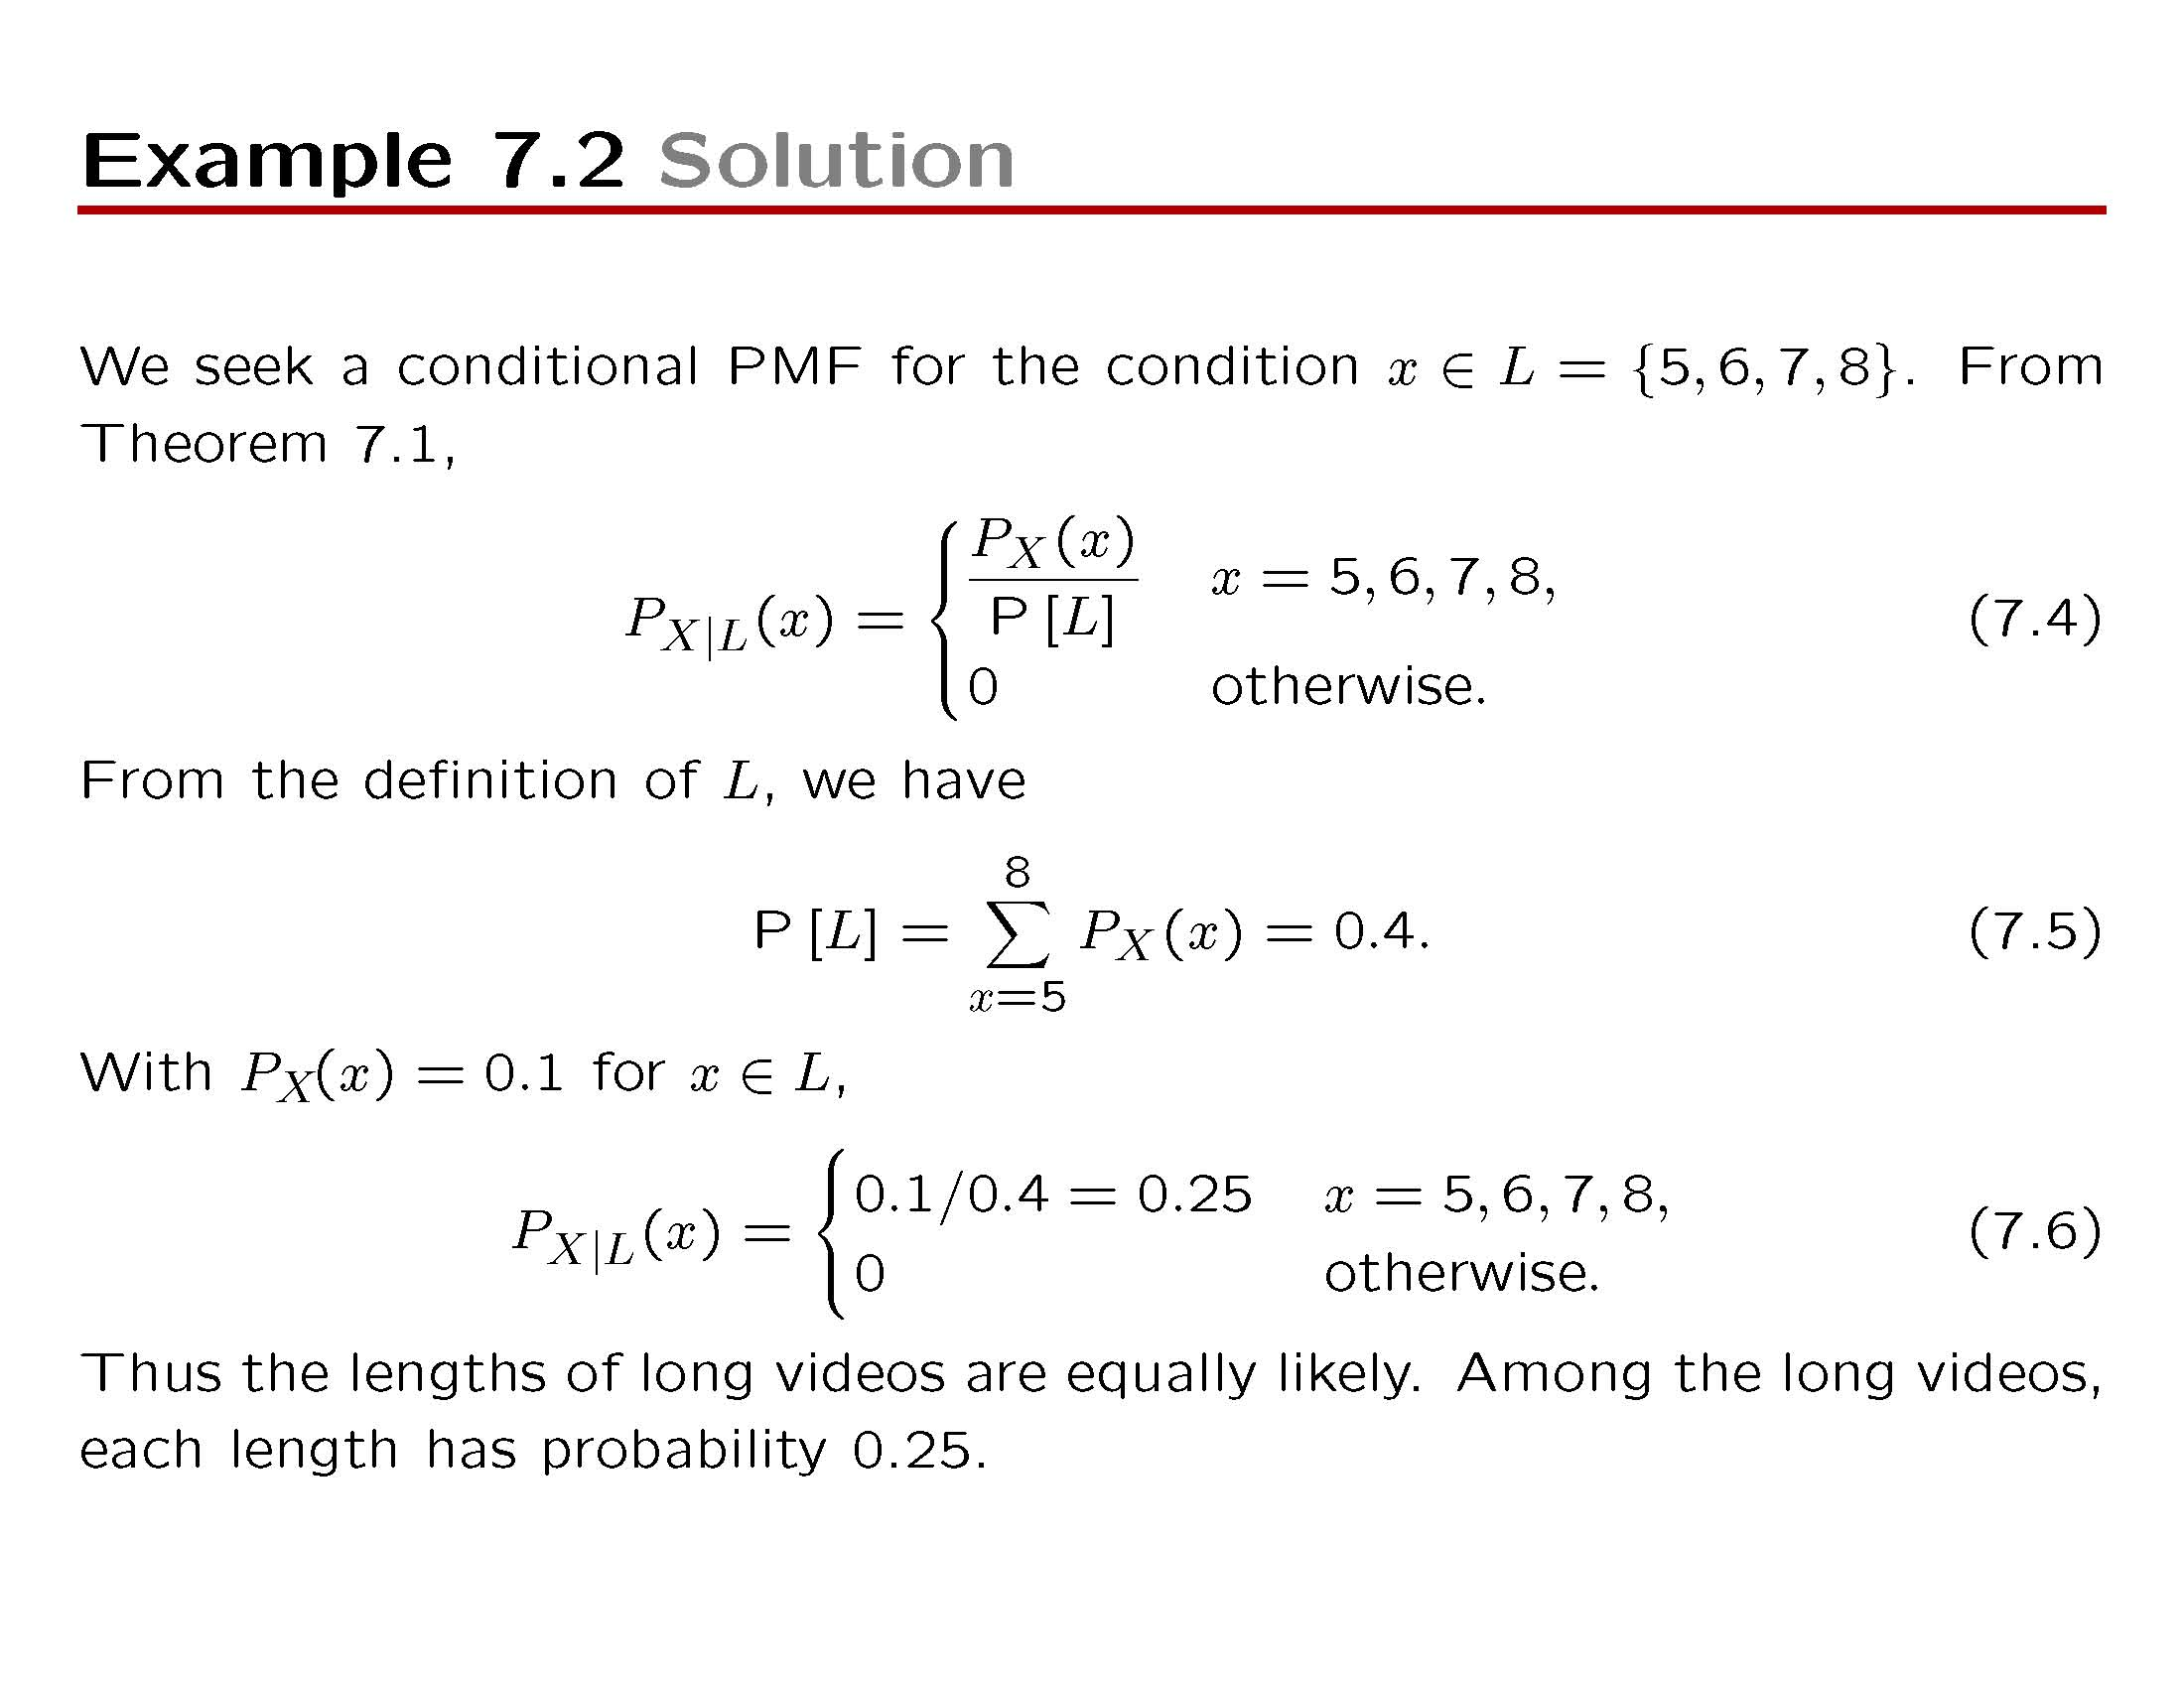 Example 7.2 Solution
We seek a conditional PMF for the condition x ∈ L = {5, 6, 7, 8}. From
Theorem 7.1,
P_{X|L}(x) = { P_X(x) / P [L]   x = 5, 6, 7, 8,
0   otherwise.   (7.4)
From the definition of L, we have
P [L] = ∑_{x=5}^{8} P_X(x) = 0.4.   (7.5)
With P_X(x) = 0.1 for x ∈ L,
P_{X|L}(x) = { 0.1/0.4 = 0.25   x = 5, 6, 7, 8,
0   otherwise.   (7.6)
Thus the lengths of long videos are equally likely. Among the long videos,
each length has probability 0.25.